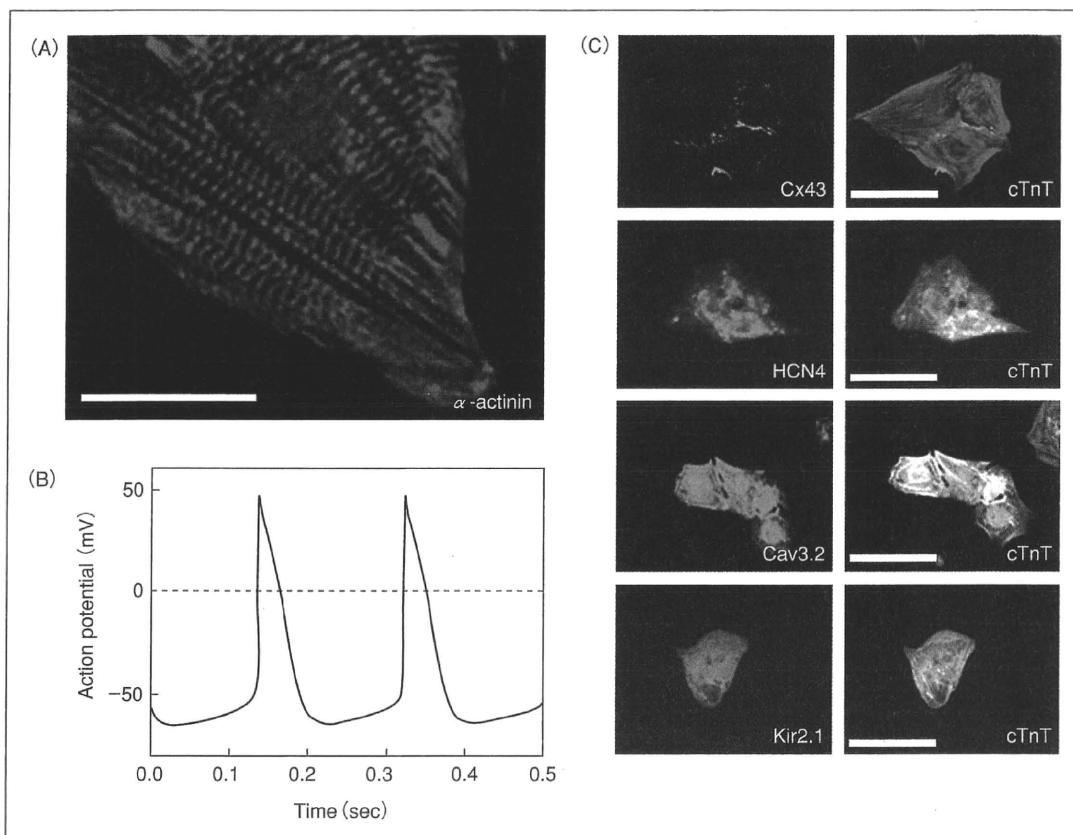 (A)
α-actinin
(B)
Action potential (mV)
50
0
−50
0.0 0.1 0.2 0.3 0.4 0.5
Time (sec)
(C)
Cx43 cTnT
HCN4 cTnT
Cav3.2 cTnT
Kir2.1 cTnT